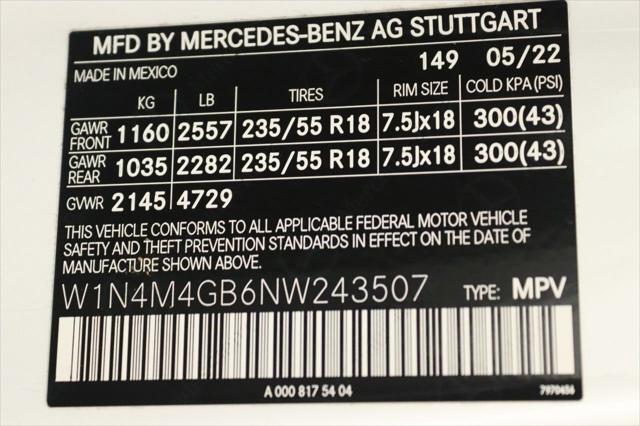 MFD BY MERCEDES-BENZ AG STUTTGART
MADE IN MEXICO 149 05/22
KG LB TIRES RIM SIZE COLD KPA(PSI)
GAWR FRONT 1160 2557 235/55 R18 7.5Jx18 300(43)
GAWR REAR 1035 2282 235/55 R18 7.5Jx18 300(43)
GVWR 2145 4729
THIS VEHICLE CONFORMS TO ALL APPLICABLE FEDERAL MOTOR VEHICLE
SAFETY AND THEFT PREVENTION STANDARDS IN EFFECT ON THE DATE OF
MANUFACTURE SHOWN ABOVE.
W1N4M4GB6NW243507 TYPE: MPV
A 000 817 54 04 7970456